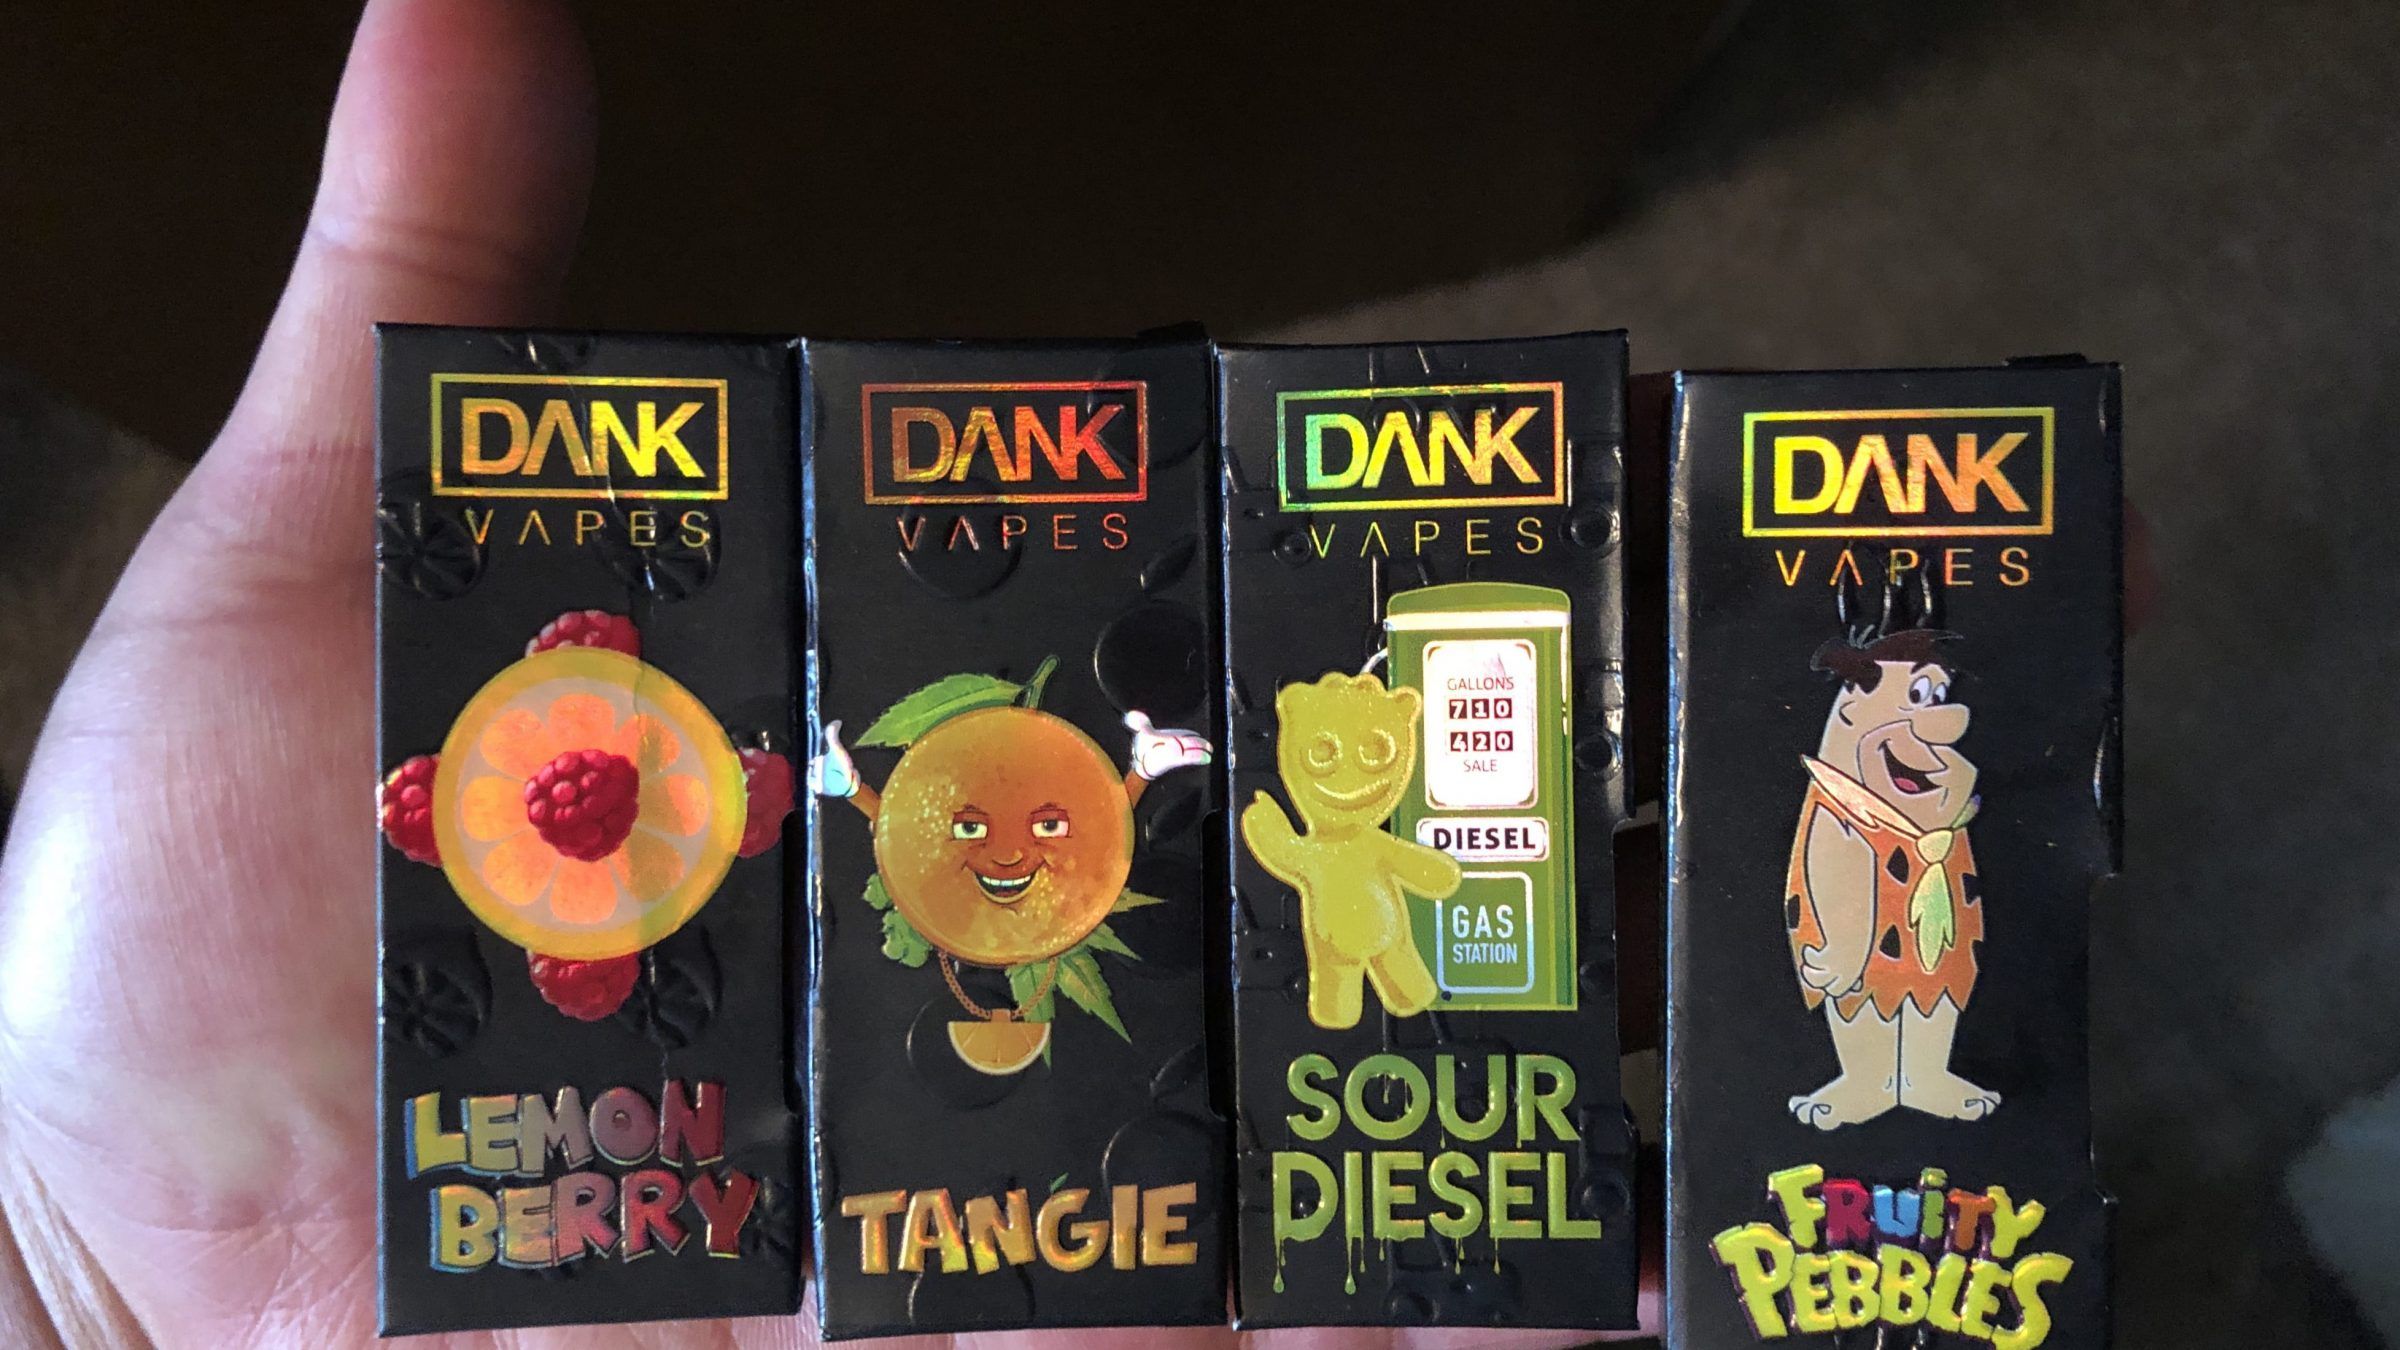 DANK
VAPES
LEMON
BERRY
DANK
VAPES
TANGIE
DANK
VAPES
GALLONS
710
420
SALE
DIESEL
GAS
STATION
SOUR
DIESEL
DANK
VAPES
FRUITY
PEBBLES